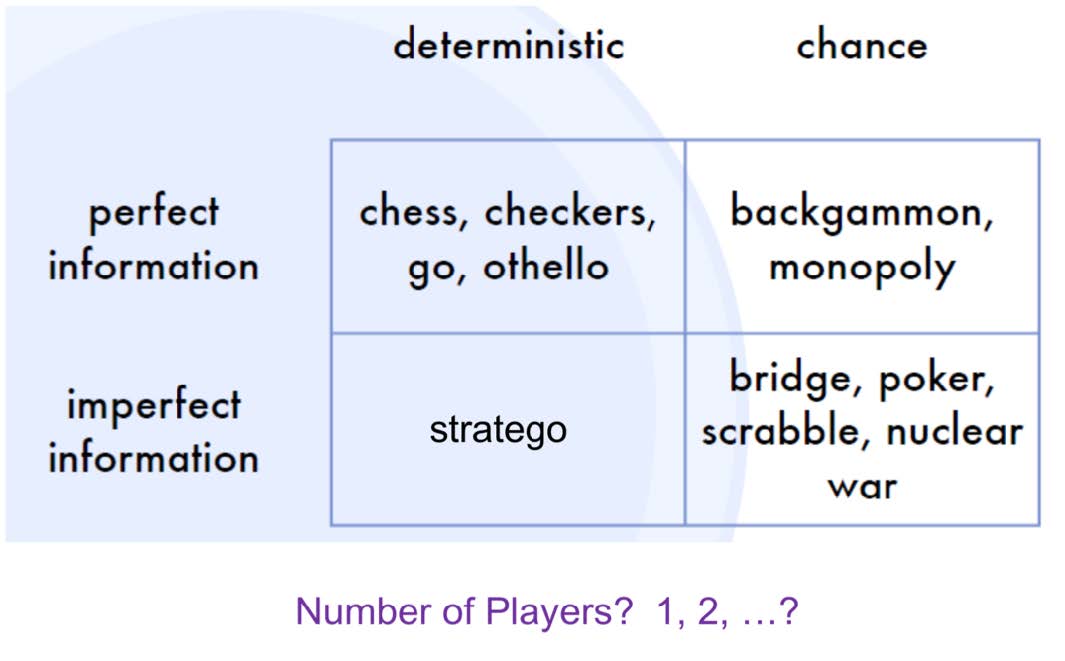 deterministic
chance
perfect
information
chess, checkers,
go, othello
backgammon,
monopoly
imperfect
information
stratego
bridge, poker,
scrabble, nuclear
war
Number of Players? 1, 2, …?